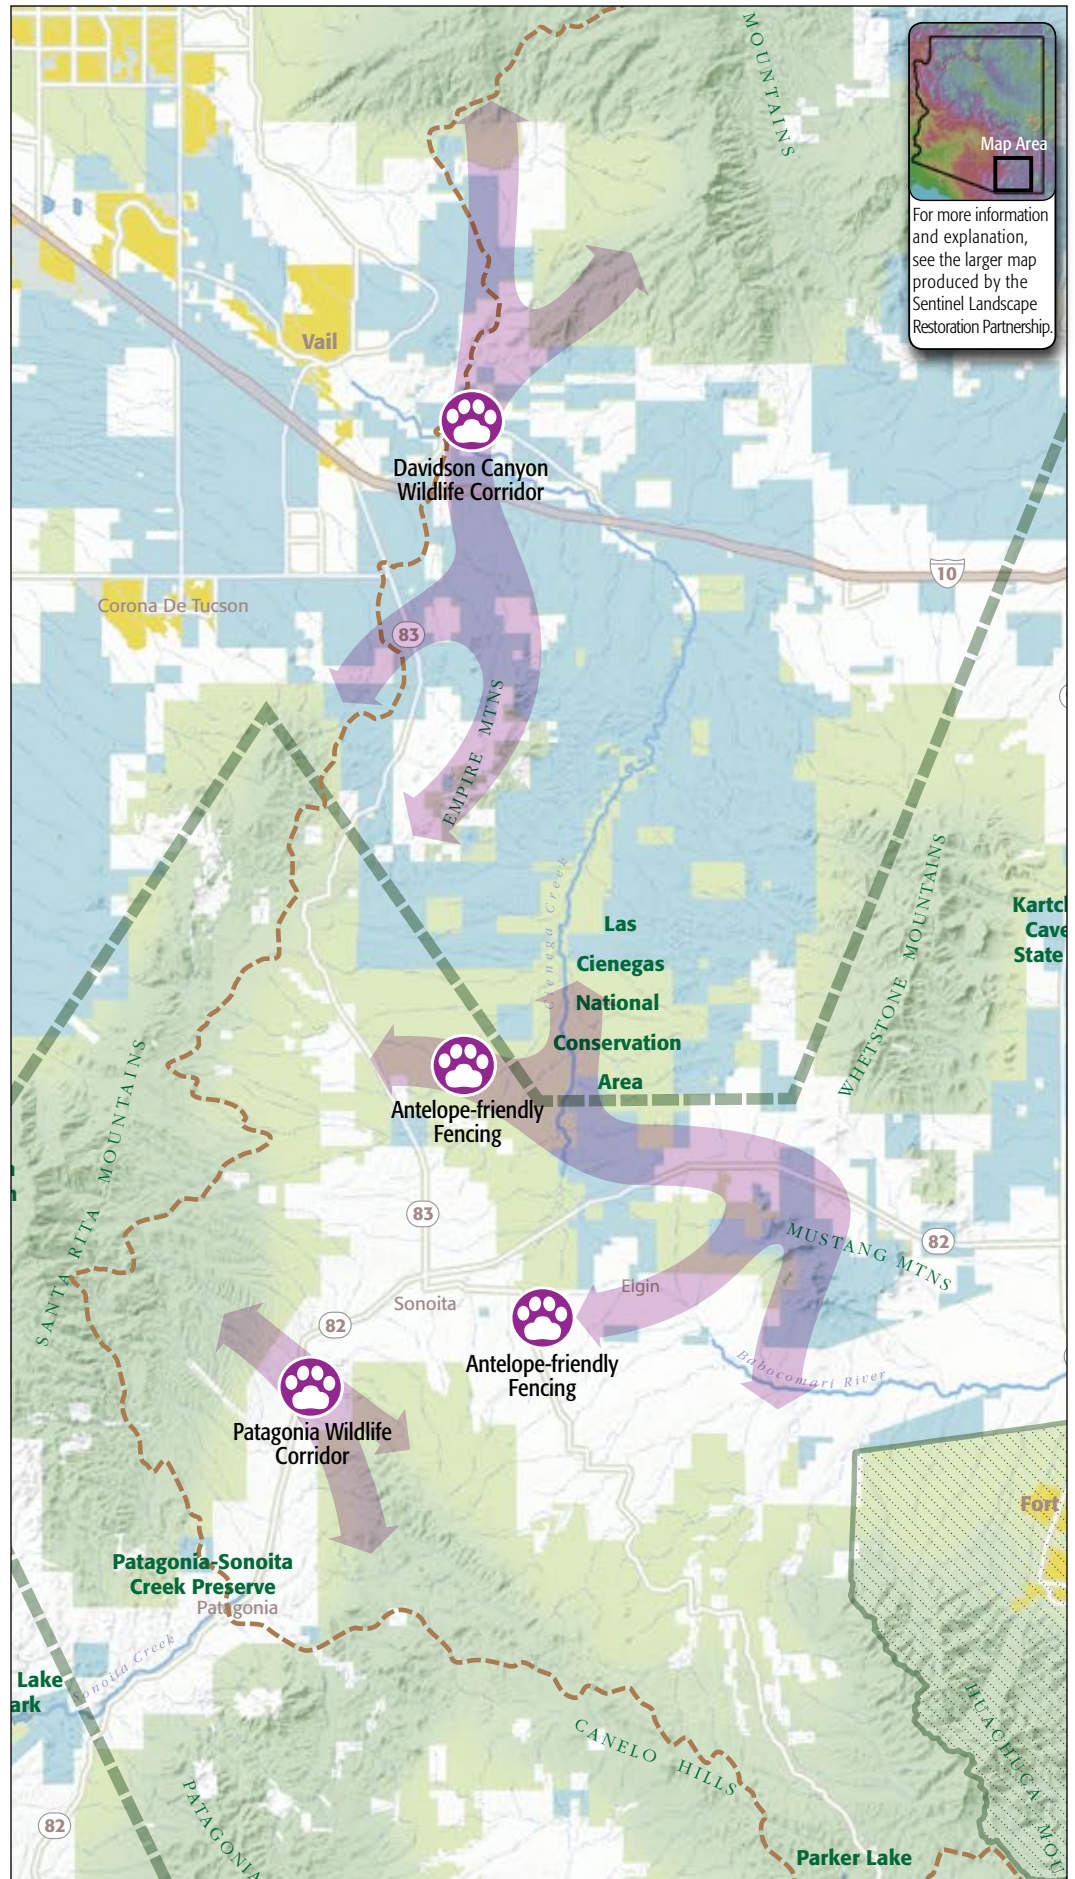 MOUNTAINS
Map Area
For more information
and explanation,
see the larger map
produced by the
Sentinel Landscape
Restoration Partnership.
Vail
Davidson Canyon
Wildlife Corridor
10
Corona De Tucson
83
EMPIRE MTNS
Cienega Creek
Las
Cienegas
National
Conservation
Area
WHETSTONE MOUNTAINS
Kartc
Cave
State
SANTA RITA MOUNTAINS
Antelope-friendly
Fencing
83
MUSTANG MTNS
82
Elgin
Sonoita
82
Antelope-friendly
Fencing
Babocomari River
Patagonia Wildlife
Corridor
Fort
Patagonia-Sonoita
Creek Preserve
Patagonia
Sonoita Creek
Lake
ark
CANELO HILLS
HUACHUCA MOU
PATAGONIA
82
Parker Lake